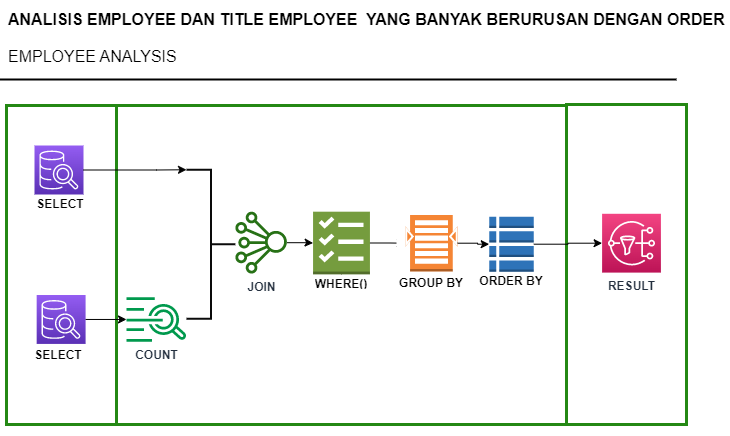 ANALISIS EMPLOYEE DAN TITLE EMPLOYEE YANG BANYAK BERURUSAN DENGAN ORDER
EMPLOYEE ANALYSIS
SELECT
JOIN
WHERE()
GROUP BY
ORDER BY
RESULT
SELECT
COUNT